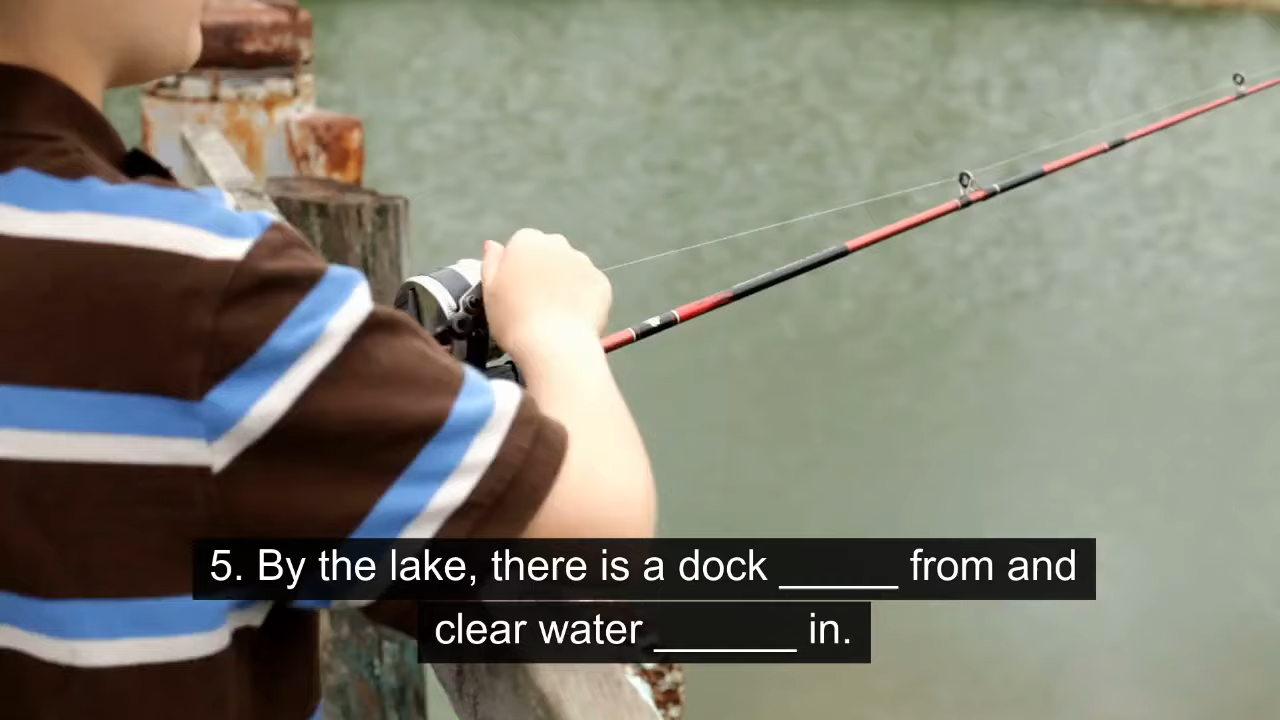 5. By the lake, there is a dock _____ from and
clear water ______ in.